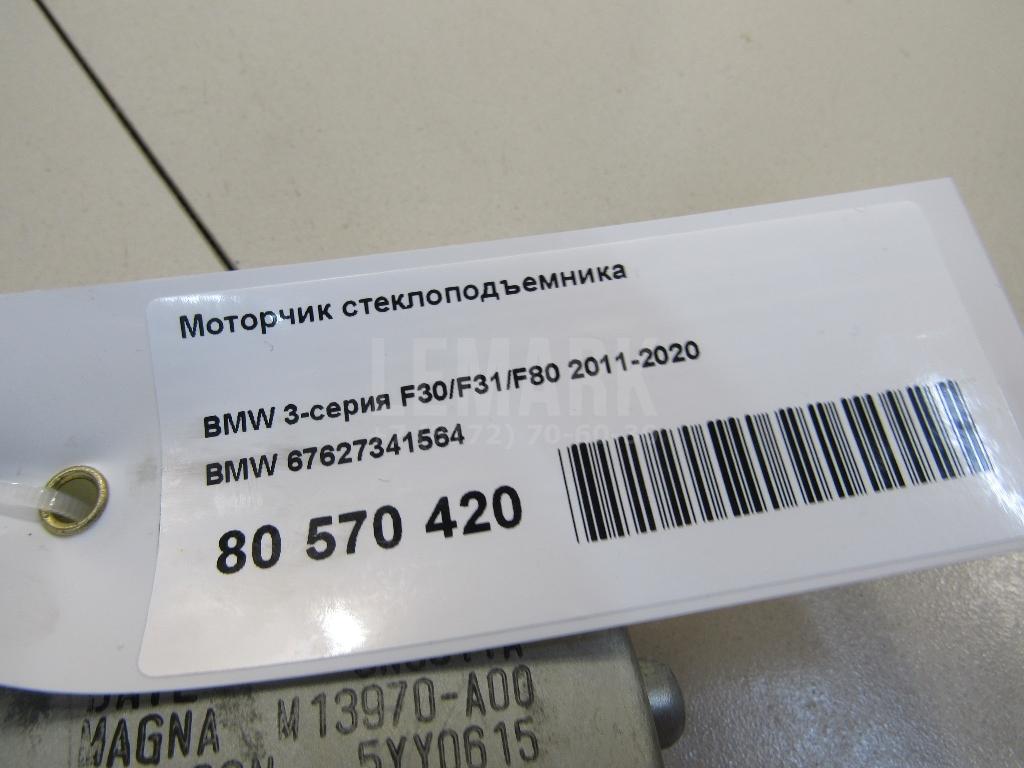 Моторчик стеклоподъемника
LEMARK
BMW 3-серия F30/F31/F80 2011-2020
BMW 67627341564
80 570 420
MAGNA M13970-A00
5YY0615